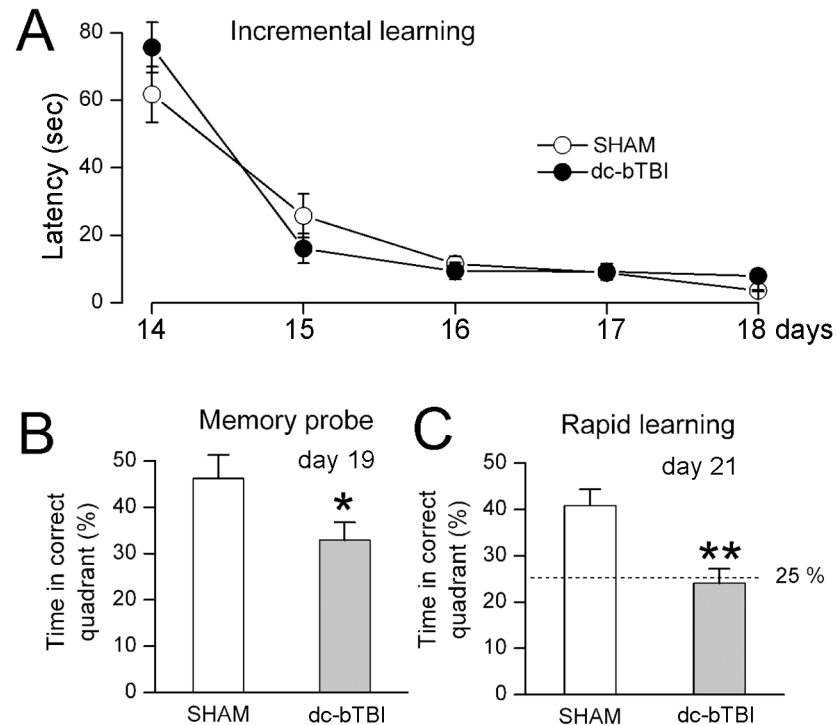 A
Incremental learning
Latency (sec)
80
60
40
20
0
SHAM
dc-bTBI
14 15 16 17 18 days
B
Memory probe
day 19
Time in correct
quadrant (%)
50
40
30
20
10
0
*
SHAM dc-bTBI
C
Rapid learning
day 21
Time in correct
quadrant (%)
50
40
30
20
10
0
**
25 %
SHAM dc-bTBI